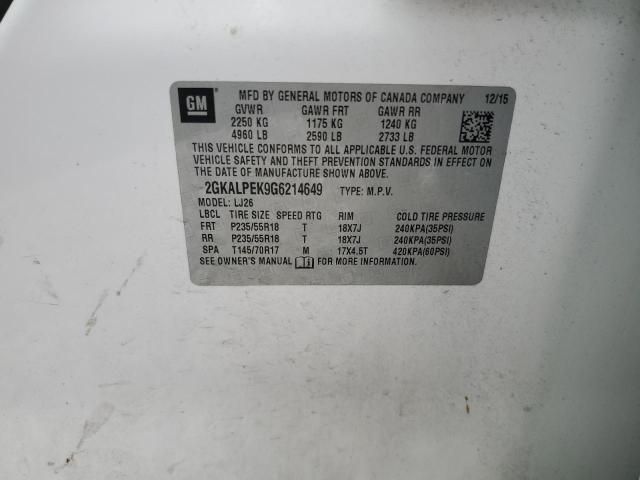 GM
MFD BY GENERAL MOTORS OF CANADA COMPANY 12/15
GVWR GAWR FRT GAWR RR
2250 KG 1175 KG 1240 KG
4960 LB 2590 LB 2733 LB
THIS VEHICLE CONFORMS TO ALL APPLICABLE U.S. FEDERAL MOTOR
VEHICLE SAFETY AND THEFT PREVENTION STANDARDS IN EFFECT ON
THE DATE OF MANUFACTURE SHOWN ABOVE.
2GKALPEK9G6214649 TYPE: M.P.V.
MODEL: LJ26
LBCL TIRE SIZE SPEED RTG RIM COLD TIRE PRESSURE
FRT P235/55R18 T 18X7J 240KPA(35PSI)
RR P235/55R18 T 18X7J 240KPA(35PSI)
SPA T145/70R17 M 17X4.5T 420KPA(60PSI)
SEE OWNER'S MANUAL FOR MORE INFORMATION.